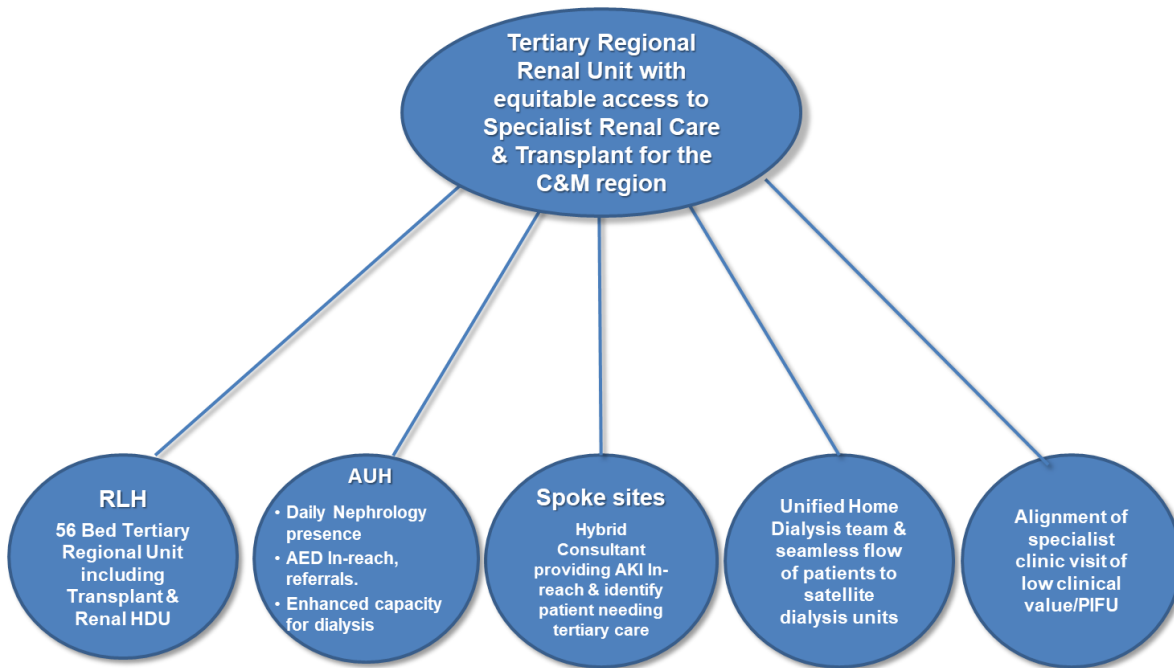 Tertiary Regional
Renal Unit with
equitable access to
Specialist Renal Care
& Transplant for the
C&M region
RLH
56 Bed Tertiary
Regional Unit
including
Transplant &
Renal HDU
AUH
• Daily Nephrology
presence
• AED In-reach,
referrals.
• Enhanced capacity
for dialysis
Spoke sites
Hybrid
Consultant
providing AKI In-
reach & identify
patient needing
tertiary care
Unified Home
Dialysis team &
seamless flow
of patients to
satellite
dialysis units
Alignment of
specialist
clinic visit of
low clinical
value/PIFU